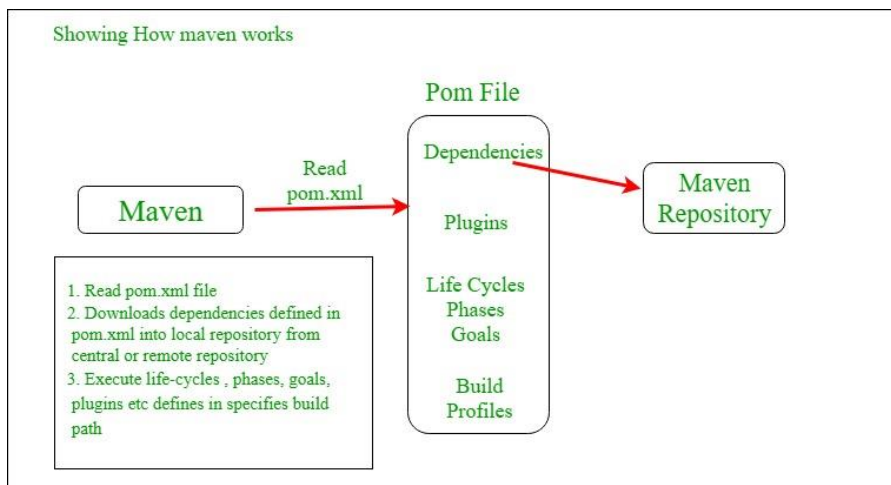 Showing How maven works
Pom File
Dependencies
Read
pom.xml
Maven
Maven
Repository
Plugins
Life Cycles
Phases
Goals
Build
Profiles
1. Read pom.xml file
2. Downloads dependencies defined in
pom.xml into local repository from
central or remote repository
3. Execute life-cycles , phases, goals,
plugins etc defines in specifies build
path